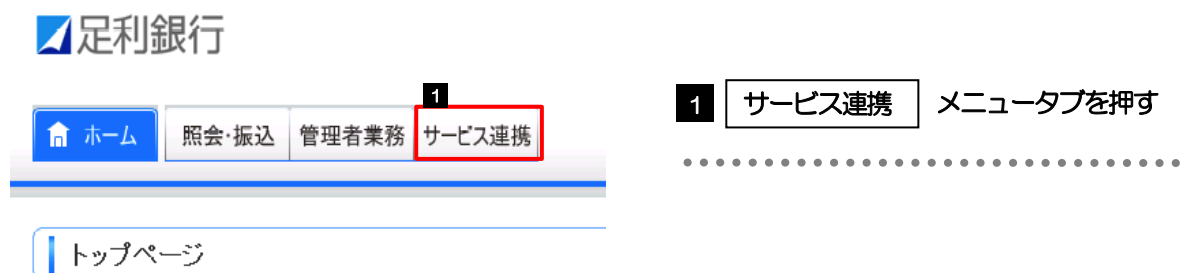 足利銀行
1
ホーム 照会・振込 管理者業務 サービス連携
トップページ
1 サービス連携 メニュータブを押す